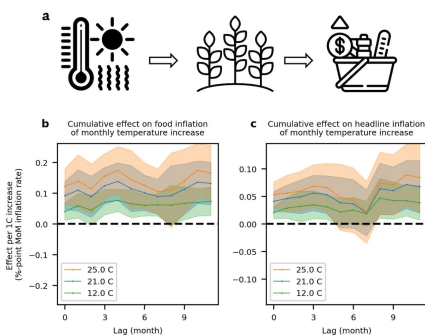 a
b
Cumulative effect on food inflation
of monthly temperature increase
Effect per 1C increase
(%-point MoM inflation rate)
0.2
0.1
0.0
−0.1
−0.2
25.0 C
21.0 C
12.0 C
0
3
6
9
Lag (month)
c
Cumulative effect on headline inflation
of monthly temperature increase
0.10
0.05
0.00
−0.05
−0.10
25.0 C
21.0 C
12.0 C
0
3
6
9
Lag (month)
$